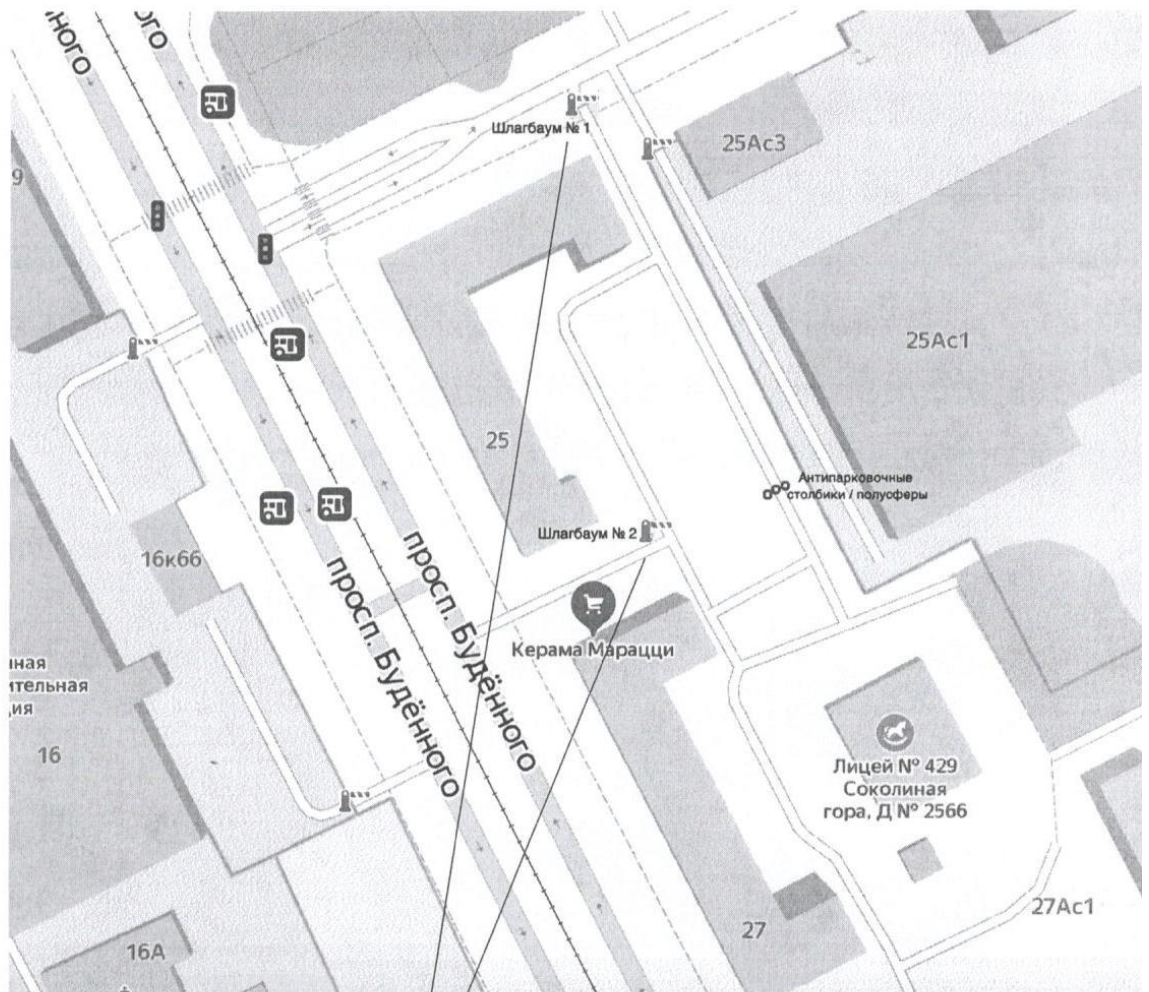 ного
ого
Шлагбаум № 1
25Ас3
9
25Ас1
25
Антипарковочные
столбики / полусферы
Шлагбаум № 2
16к66
просп. Будённого
просп. Будённого
Керама Марацци
ная
ительная
ия
16
Лицей № 429
Соколиная
гора, Д № 2566
27Ас1
27
16А